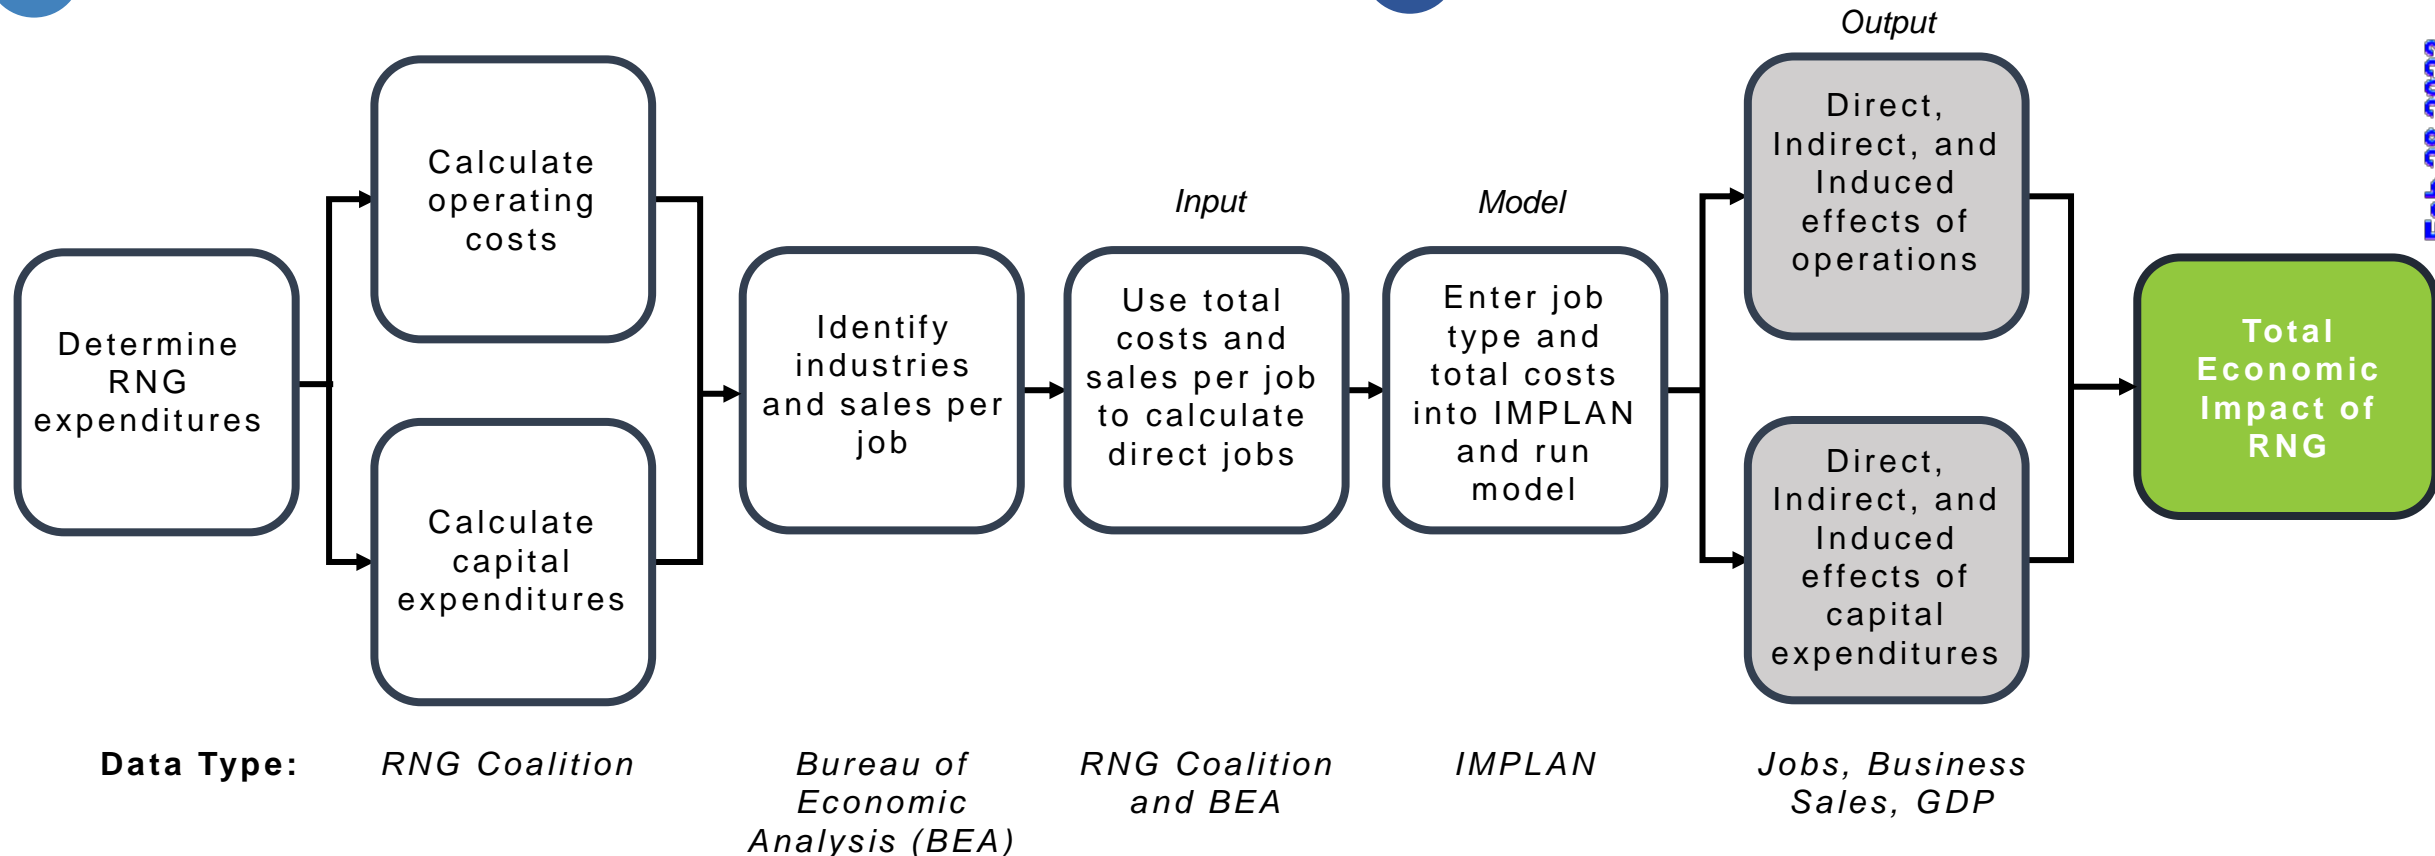 Output
Determine
RNG
expenditures
Calculate
operating
costs
Calculate
capital
expenditures
Identify
industries
and sales per
job
Input
Use total
costs and
sales per job
to calculate
direct jobs
Model
Enter job
type and
total costs
into IMPLAN
and run
model
Direct,
Indirect, and
Induced
effects of
operations
Direct,
Indirect, and
Induced
effects of
capital
expenditures
Total
Economic
Impact of
RNG
Data Type:
RNG Coalition
Bureau of
Economic
Analysis (BEA)
RNG Coalition
and BEA
IMPLAN
Jobs, Business
Sales, GDP
Feb 28 2023